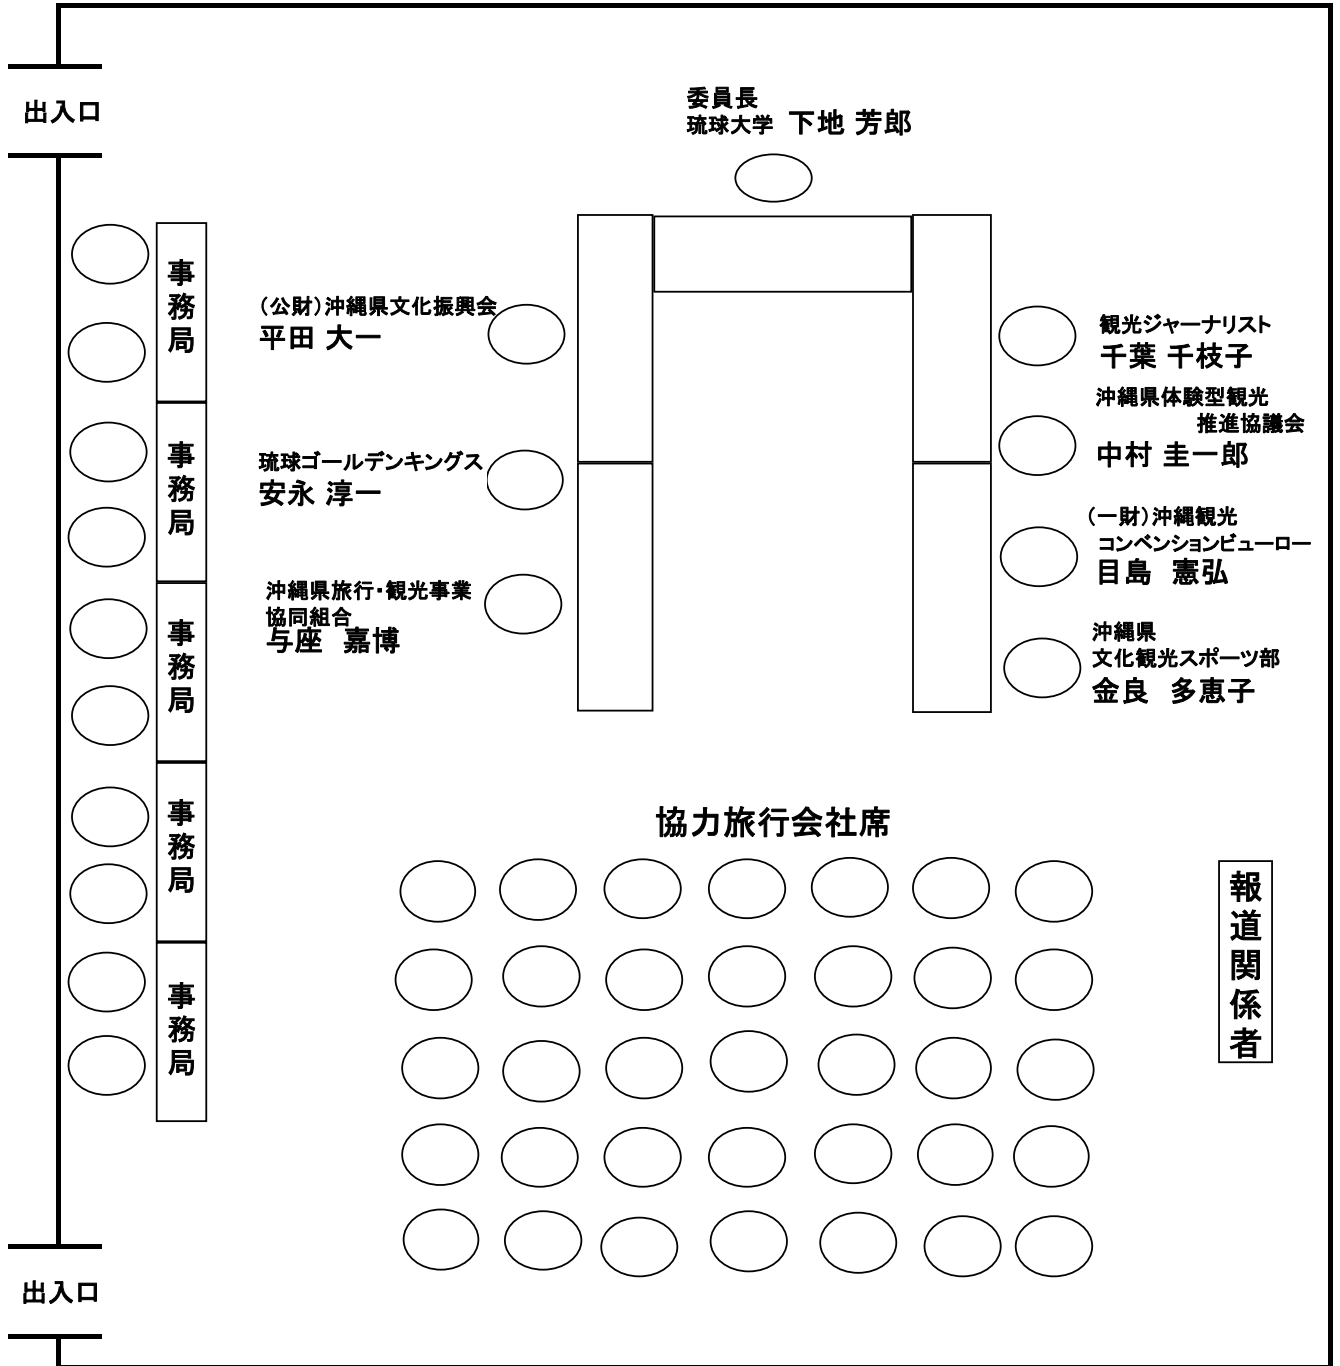 出入口
委員長
琉球大学 下地 芳郎
事務局
事務局
事務局
事務局
事務局
(公財)沖縄県文化振興会
平田 大一
琉球ゴールデンキングス
安永 淳一
沖縄県旅行・観光事業
協同組合
与座 嘉博
観光ジャーナリスト
千葉 千枝子
沖縄県体験型観光
推進協議会
中村 圭一郎
(一財)沖縄観光
コンベンションビューロー
目島 憲弘
沖縄県
文化観光スポーツ部
金良 多恵子
協力旅行会社席
報道関係者
出入口